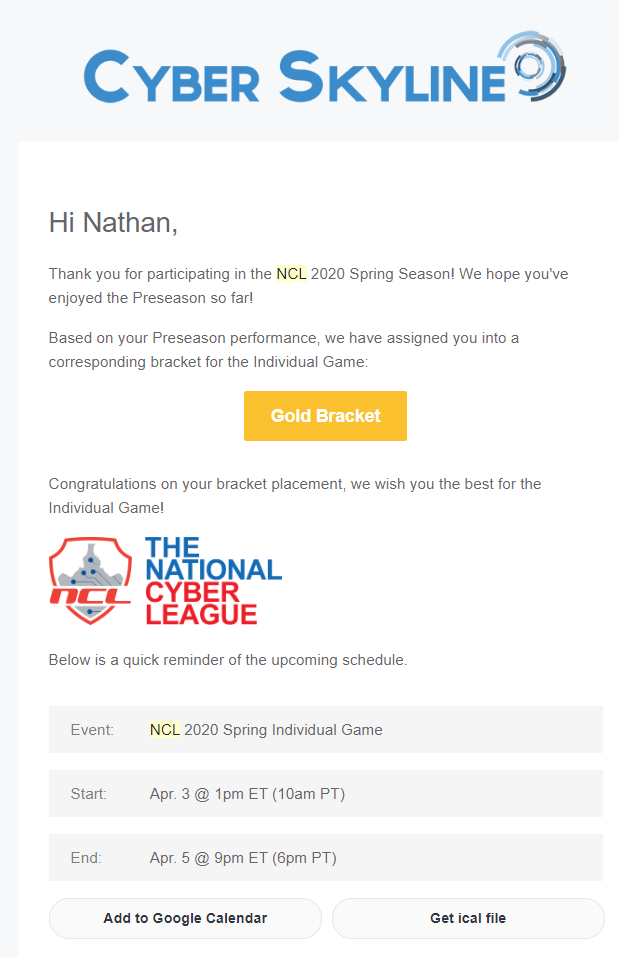 CYBER SKYLINE
Hi Nathan,
Thank you for participating in the NCL 2020 Spring Season! We hope you've
enjoyed the Preseason so far!
Based on your Preseason performance, we have assigned you into a
corresponding bracket for the Individual Game:
Gold Bracket
Congratulations on your bracket placement, we wish you the best for the
Individual Game!
NCL
THE
NATIONAL
CYBER
LEAGUE
Below is a quick reminder of the upcoming schedule.
Event: NCL 2020 Spring Individual Game
Start: Apr. 3 @ 1pm ET (10am PT)
End: Apr. 5 @ 9pm ET (6pm PT)
Add to Google Calendar Get ical file